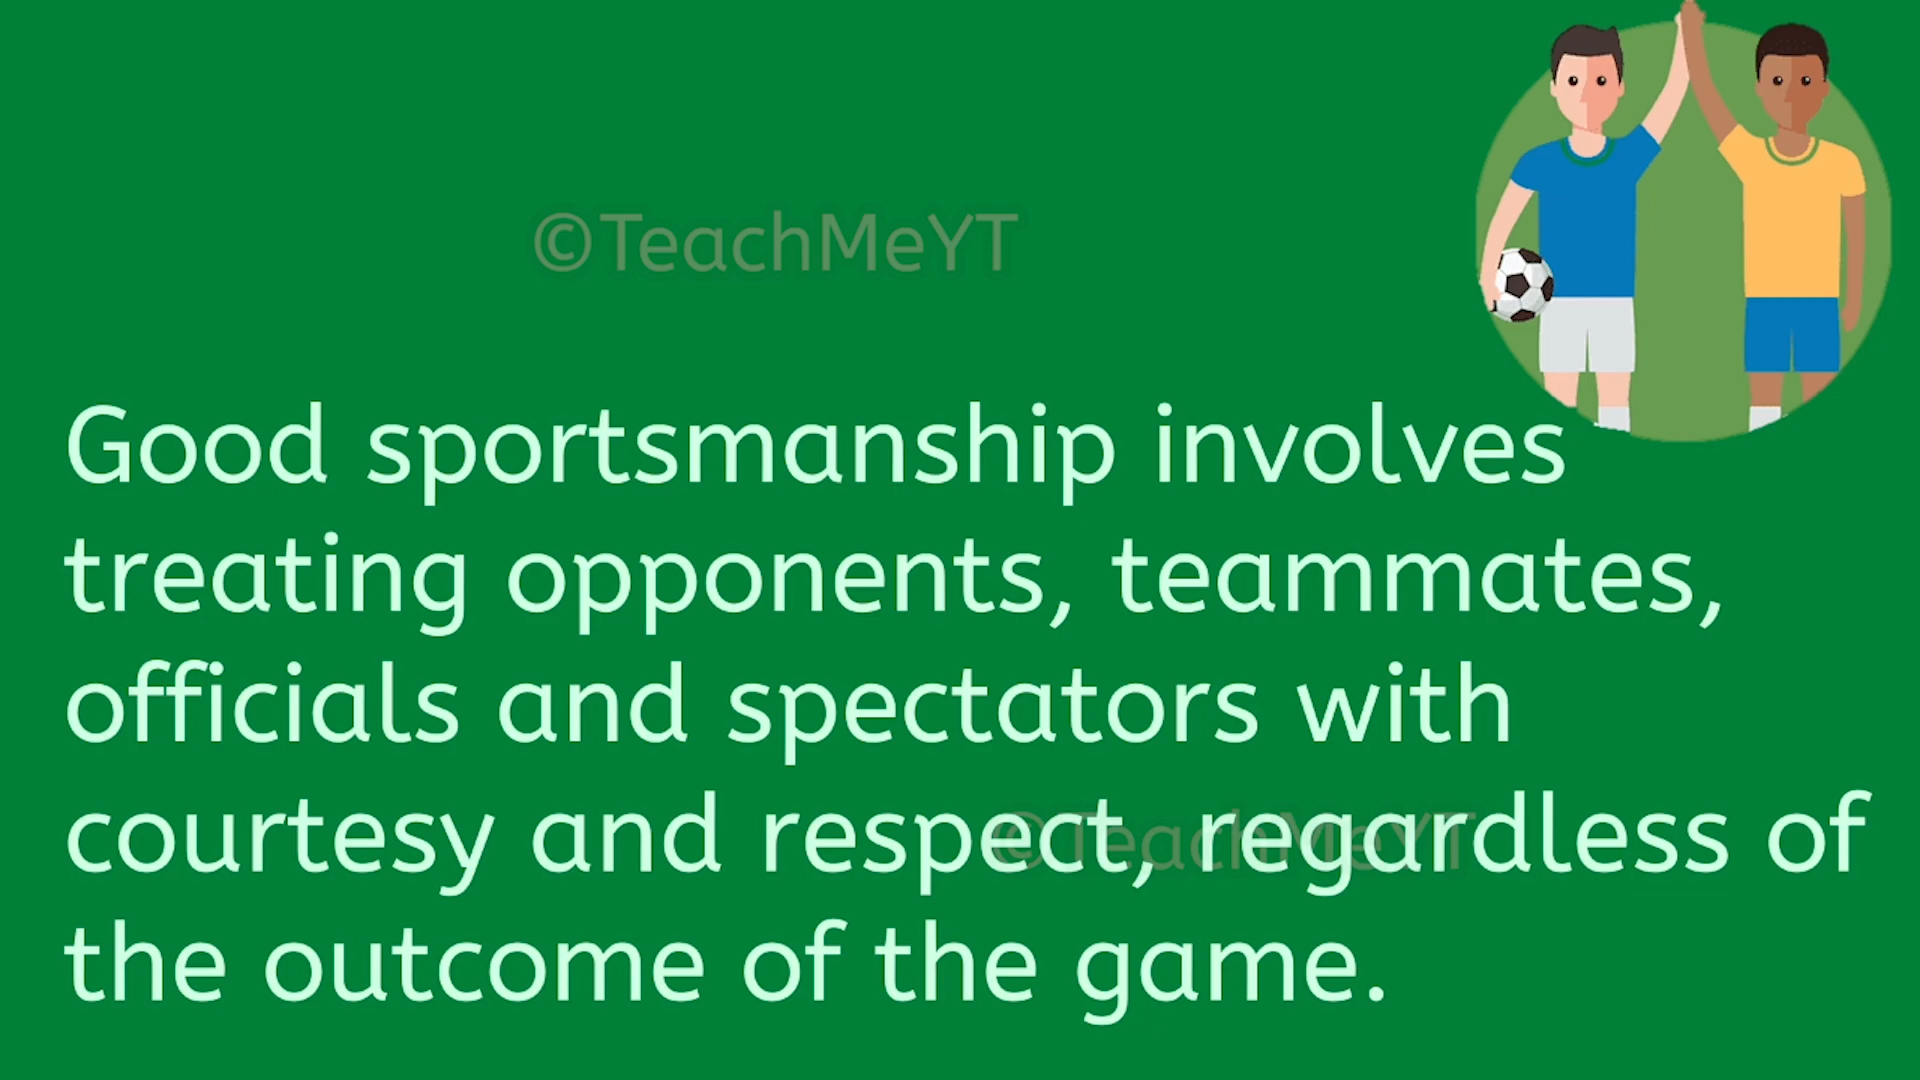 ©TeachMeYT
Good sportsmanship involves
treating opponents, teammates,
officials and spectators with
courtesy and respect, regardless of
©TeachMeYT
the outcome of the game.